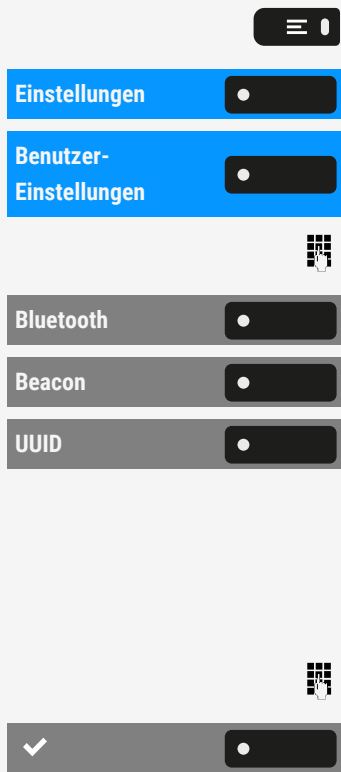 Einstellungen
Benutzer-
Einstellungen
Bluetooth
Beacon
UUID